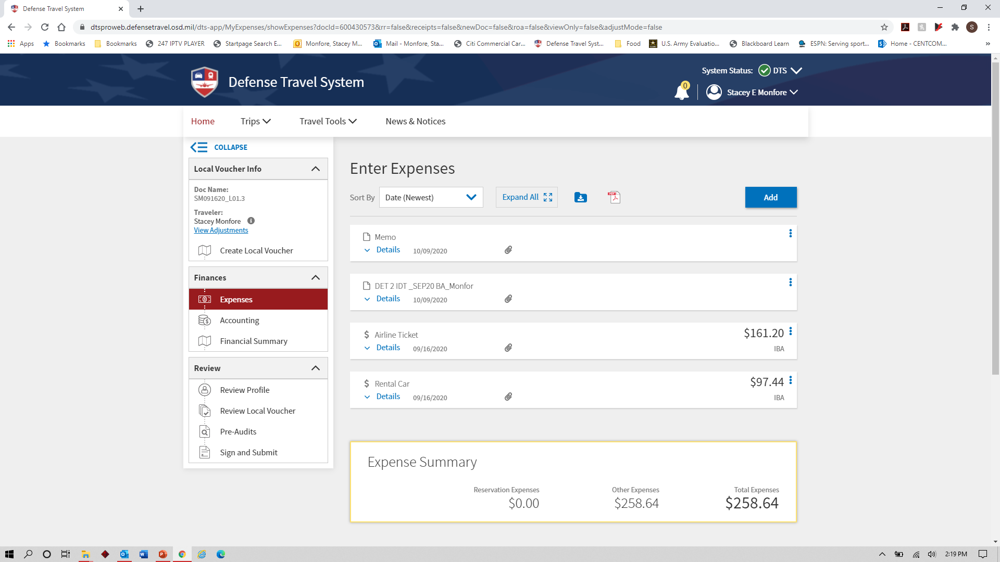 Defense Travel System
dtsproweb.defensetravel.osd.mil/dts-app/MyExpenses/showExpenses?docId=600430573&rr=false&receipts=false&newDoc=false&roa=false&viewOnly=false&adjustMode=false
S
Apps Bookmarks Bookmarks 247 IPTV PLAYER Startpage Search E... Monfore, Stacey M... Mail - Monfore, Sta... Citi Commercial Car... Defense Travel Syst... Food U.S. Army Evaluatio... Blackboard Learn ESPN: Serving sport... Home - CENTCOM... »
System Status: DTS
Defense Travel System
0
Stacey E Monfore
Home Trips Travel Tools News & Notices
COLLAPSE
Local Voucher Info
Doc Name:
SM091620_L01.3
Traveler:
Stacey Monfore
View Adjustments
Create Local Voucher
Finances
Expenses
Accounting
Financial Summary
Review
Review Profile
Review Local Voucher
Pre-Audits
Sign and Submit
Enter Expenses
Sort By Date (Newest) Expand All PDF Add
Memo
Details 10/09/2020
DET 2 IDT _SEP20 BA_Monfor
Details 10/09/2020
$ Airline Ticket $161.20
Details 09/16/2020 IBA
$ Rental Car $97.44
Details 09/16/2020 IBA
Expense Summary
Reservation Expenses Other Expenses Total Expenses
$0.00 $258.64 $258.64
2:19 PM